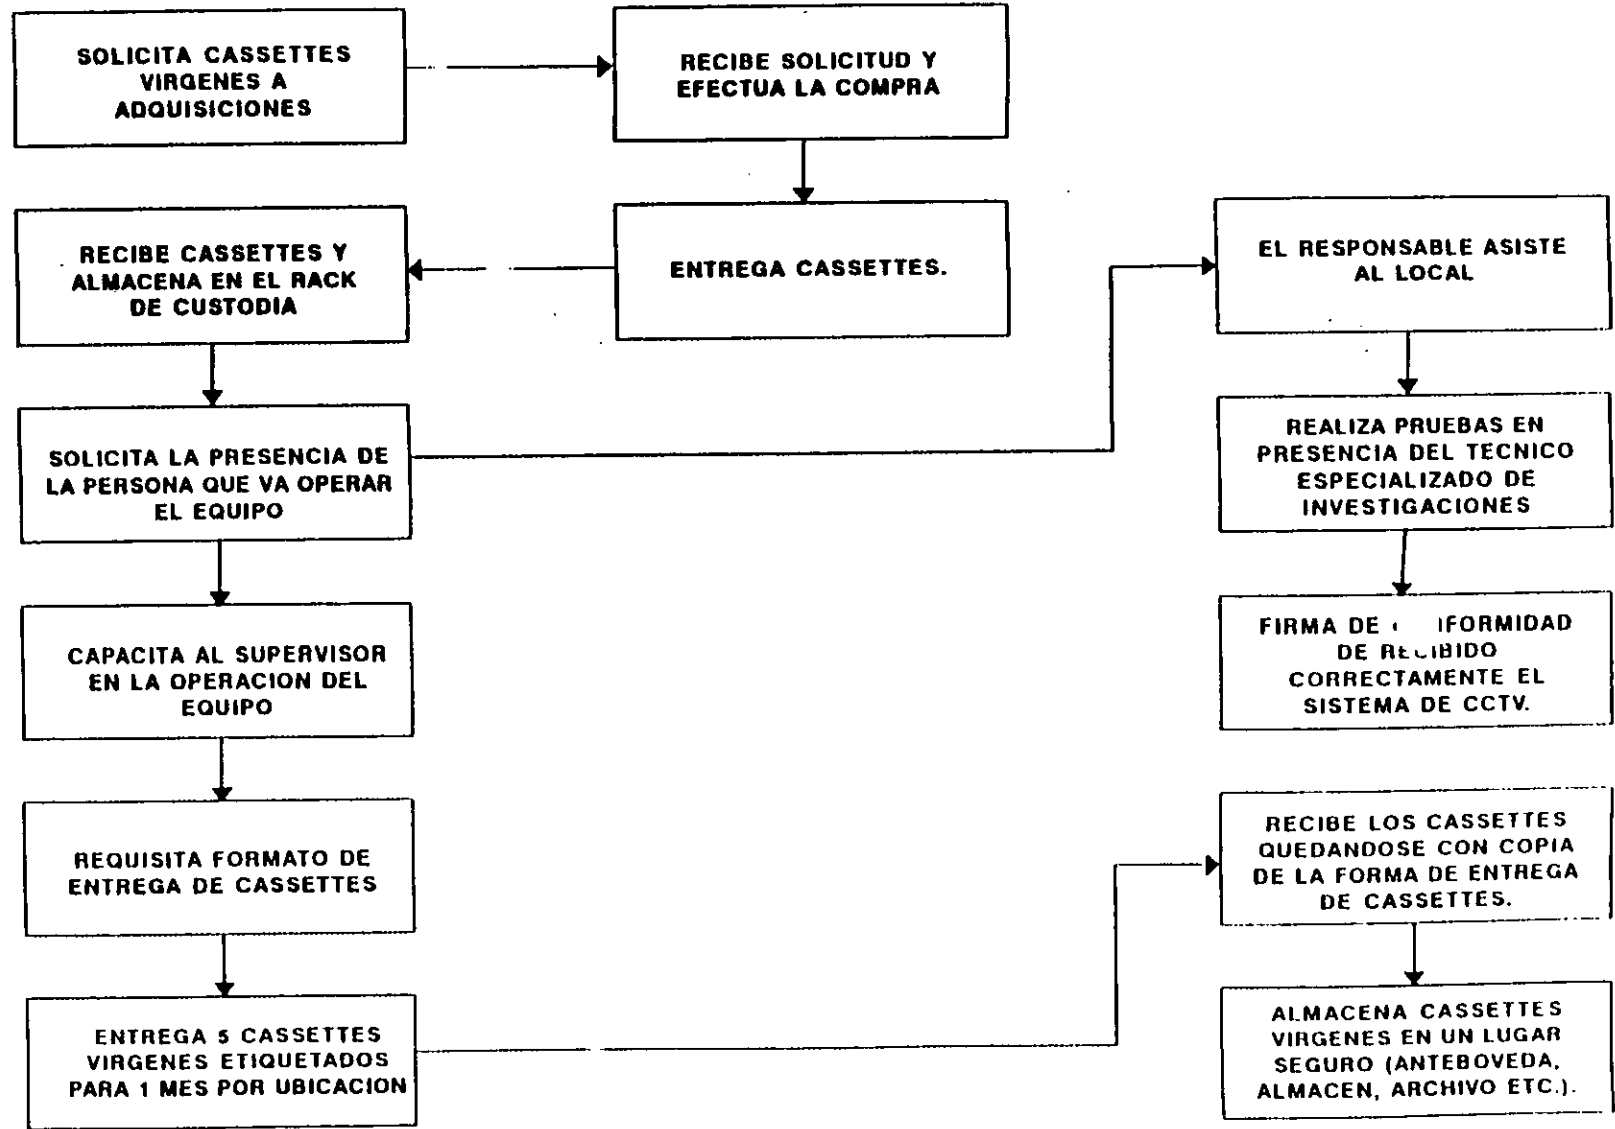 SOLICITA CASSETTES
VIRGENES A
ADQUISICIONES
RECIBE SOLICITUD Y
EFECTUA LA COMPRA
RECIBE CASSETTES Y
ALMACENA EN EL RACK
DE CUSTODIA
ENTREGA CASSETTES.
EL RESPONSABLE ASISTE
AL LOCAL
SOLICITA LA PRESENCIA DE
LA PERSONA QUE VA OPERAR
EL EQUIPO
REALIZA PRUEBAS EN
PRESENCIA DEL TECNICO
ESPECIALIZADO DE
INVESTIGACIONES
CAPACITA AL SUPERVISOR
EN LA OPERACION DEL
EQUIPO
FIRMA DE
DE RECIBIDO
CORRECTAMENTE EL
SISTEMA DE CCTV.
REQUISITA FORMATO DE
ENTREGA DE CASSETTES
RECIBE LOS CASSETTES
QUEDANDOSE CON COPIA
DE LA FORMA DE ENTREGA
DE CASSETTES.
ENTREGA 5 CASSETTES
VIRGENES ETIQUETADOS
PARA 1 MES POR UBICACION
ALMACENA CASSETTES
VIRGENES EN UN LUGAR
SEGURO (ANTEBOVEDA,
ALMACEN, ARCHIVO ETC.).